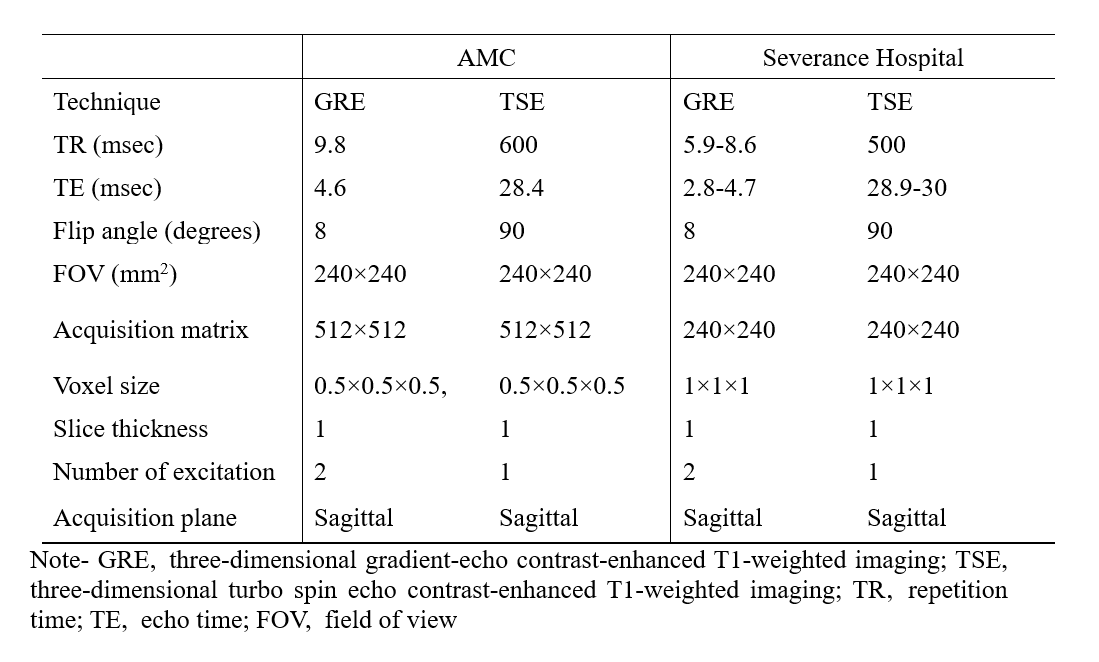 AMC Severance Hospital
Technique GRE TSE GRE TSE
TR (msec) 9.8 600 5.9-8.6 500
TE (msec) 4.6 28.4 2.8-4.7 28.9-30
Flip angle (degrees) 8 90 8 90
FOV (mm²) 240×240 240×240 240×240 240×240
Acquisition matrix 512×512 512×512 240×240 240×240
Voxel size 0.5×0.5×0.5, 0.5×0.5×0.5 1×1×1 1×1×1
Slice thickness 1 1 1 1
Number of excitation 2 1 2 1
Acquisition plane Sagittal Sagittal Sagittal Sagittal
Note- GRE, three-dimensional gradient-echo contrast-enhanced T1-weighted imaging; TSE,
three-dimensional turbo spin echo contrast-enhanced T1-weighted imaging; TR, repetition
time; TE, echo time; FOV, field of view